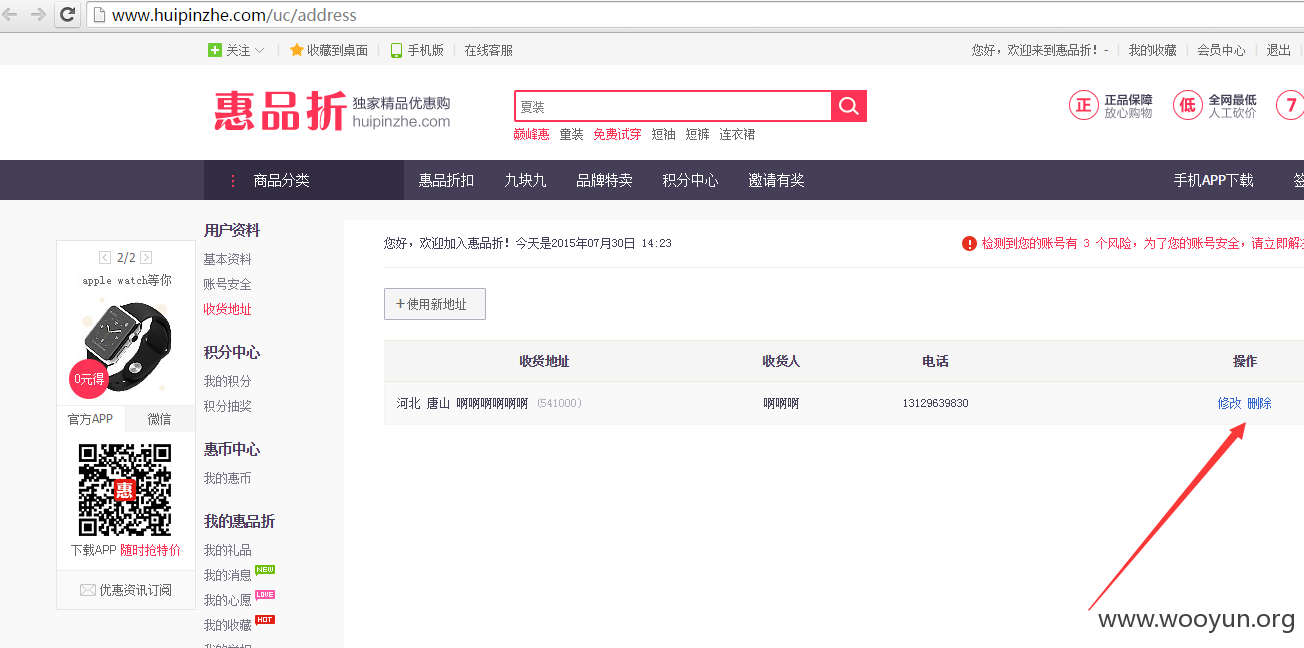 www.huipinzhe.com/uc/address
关注 收藏到桌面 手机版 在线客服 您好，欢迎来到惠品折！- 我的收藏 会员中心 退出
惠品折 独家精品优惠购 huipinzhe.com
夏装
巅峰惠 童装 免费试穿 短袖 短裤 连衣裙
正 正品保障 放心购物
低 全网最低 人工砍价
7
商品分类 惠品折扣 九块九 品牌特卖 积分中心 邀请有奖 手机APP下载
2/2
apple watch等你
0元得
官方APP 微信
惠
下载APP 随时抢特价
优惠资讯订阅
用户资料
基本资料
账号安全
收货地址
积分中心
我的积分
积分抽奖
惠币中心
我的惠币
我的惠品折
我的礼品
我的消息 NEW
我的心愿 LOVE
我的收藏 HOT
您好，欢迎加入惠品折！今天是2015年07月30日 14:23
检测到您的账号有 3 个风险，为了您的账号安全，请立即解
+使用新地址
收货地址 收货人 电话 操作
河北 唐山 啊啊啊啊啊啊 （541000） 啊啊啊 13129639830 修改 删除
www.wooyun.org